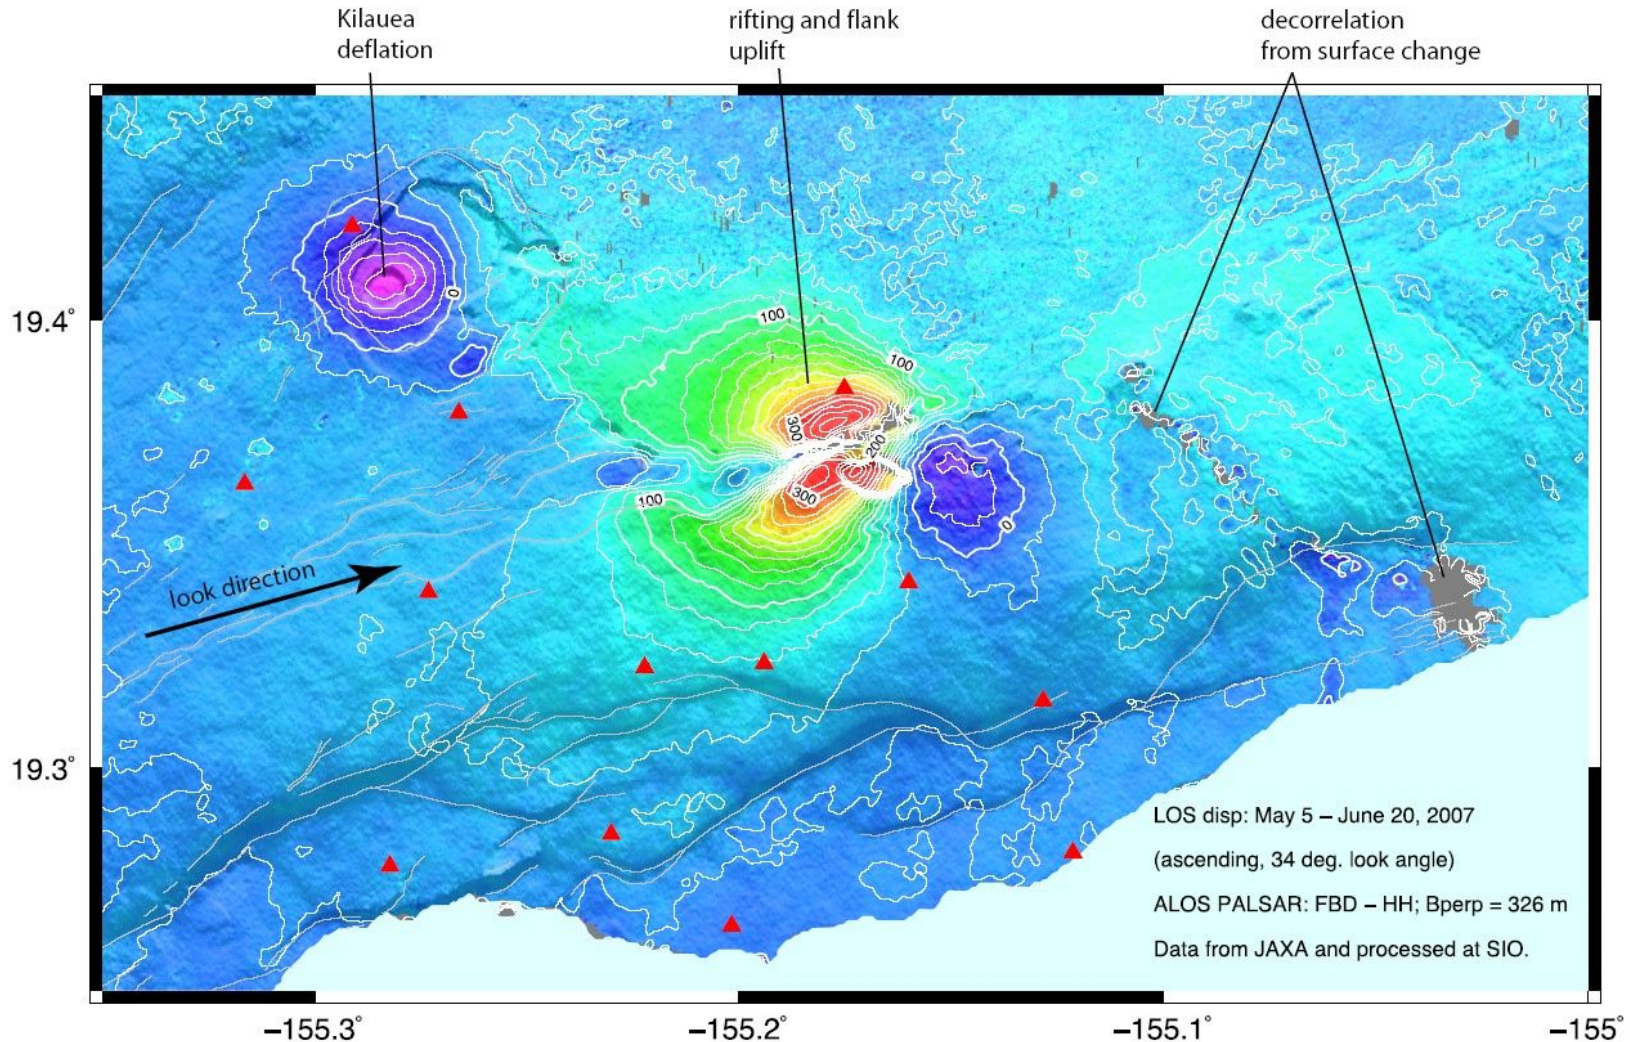 Kilauea
deflation
rifting and flank
uplift
decorrelation
from surface change
19.4°
19.3°
0
100
100
300
200
300
100
0
look direction
LOS disp: May 5 – June 20, 2007
(ascending, 34 deg. look angle)
ALOS PALSAR: FBD – HH; Bperp = 326 m
Data from JAXA and processed at SIO.
−155.3°
−155.2°
−155.1°
−155°